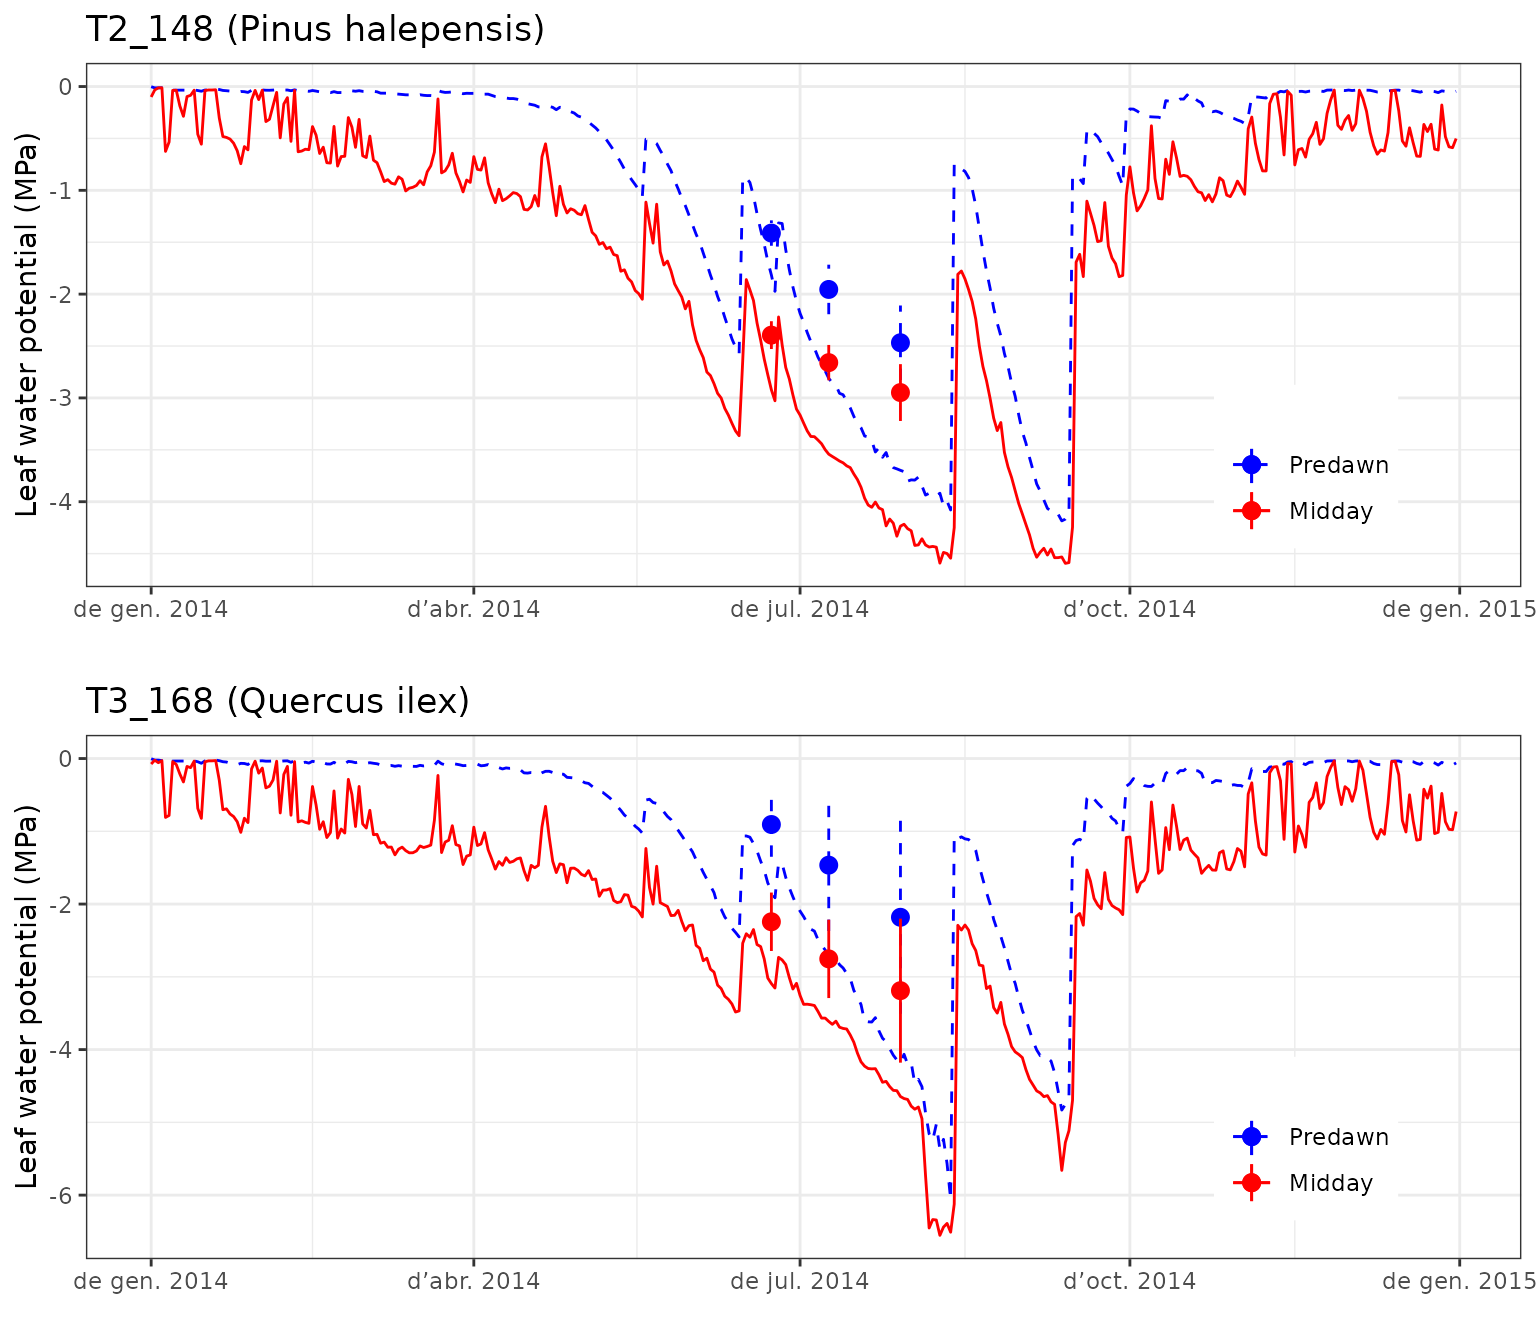 T2_148 (Pinus halepensis)
Leaf water potential (MPa)
0
-1
-2
-3
-4
Predawn
Midday
de gen. 2014 d’abr. 2014 de jul. 2014 d’oct. 2014 de gen. 2015
T3_168 (Quercus ilex)
Leaf water potential (MPa)
0
-2
-4
-6
Predawn
Midday
de gen. 2014 d’abr. 2014 de jul. 2014 d’oct. 2014 de gen. 2015